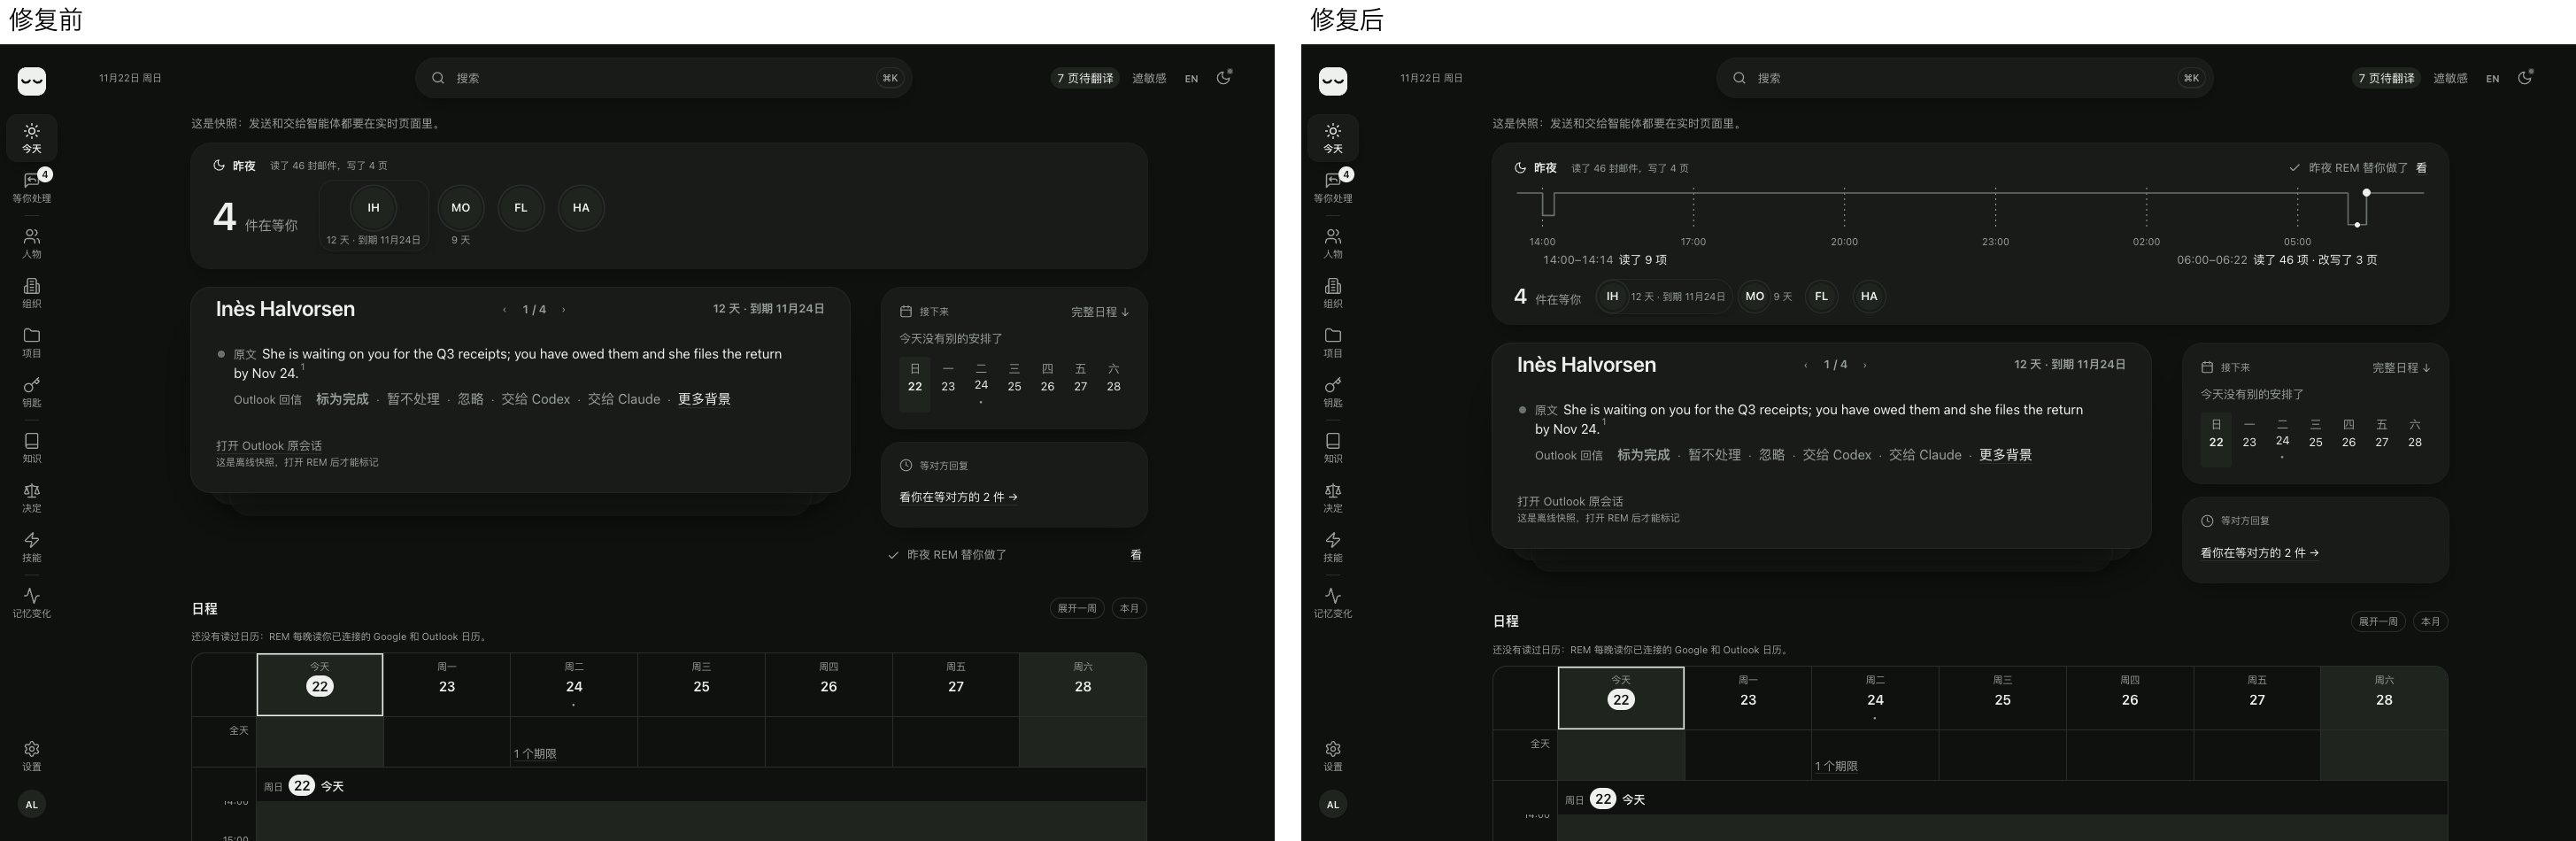 修复前
11月22日 周日
搜索
⌘K
7 页待翻译
遮敏感
EN
今天
4
等你处理
人物
组织
项目
钥匙
知识
决定
技能
记忆变化
设置
AL
这是快照：发送和交给智能体都要在实时页面里。
昨夜 读了 46 封邮件，写了 4 页
4 件在等你
IH MO FL HA
12 天 · 到期 11月24日 9 天
Inès Halvorsen
‹ 1 / 4 ›
12 天 · 到期 11月24日
原文 She is waiting on you for the Q3 receipts; you have owed them and she files the return
by Nov 24. 1
Outlook 回信 标为完成 · 暂不处理 · 忽略 · 交给 Codex · 交给 Claude · 更多背景
打开 Outlook 原会话
这是离线快照，打开 REM 后才能标记
接下来 完整日程 ↓
今天没有别的安排了
日 一 二 三 四 五 六
22 23 24 25 26 27 28
等对方回复
看你在等对方的 2 件 →
昨夜 REM 替你做了 看
日程
展开一周 本月
还没有读过日历：REM 每晚读你已连接的 Google 和 Outlook 日历。
今天 周一 周二 周三 周四 周五 周六
22 23 24 25 26 27 28
全天
1 个期限
周日 22 今天
14:00
15:00
修复后
11月22日 周日
搜索
⌘K
7 页待翻译
遮敏感
EN
今天
4
等你处理
人物
组织
项目
钥匙
知识
决定
技能
记忆变化
设置
AL
这是快照：发送和交给智能体都要在实时页面里。
昨夜 读了 46 封邮件，写了 4 页
昨夜 REM 替你做了 看
14:00 17:00 20:00 23:00 02:00 05:00
14:00–14:14 读了 9 项
06:00–06:22 读了 46 项 · 改写了 3 页
4 件在等你
IH 12 天 · 到期 11月24日 MO 9 天 FL HA
Inès Halvorsen
‹ 1 / 4 ›
12 天 · 到期 11月24日
原文 She is waiting on you for the Q3 receipts; you have owed them and she files the return
by Nov 24. 1
Outlook 回信 标为完成 · 暂不处理 · 忽略 · 交给 Codex · 交给 Claude · 更多背景
打开 Outlook 原会话
这是离线快照，打开 REM 后才能标记
接下来 完整日程 ↓
今天没有别的安排了
日 一 二 三 四 五 六
22 23 24 25 26 27 28
等对方回复
看你在等对方的 2 件 →
日程
展开一周 本月
还没有读过日历：REM 每晚读你已连接的 Google 和 Outlook 日历。
今天 周一 周二 周三 周四 周五 周六
22 23 24 25 26 27 28
全天
1 个期限
周日 22 今天
14:00